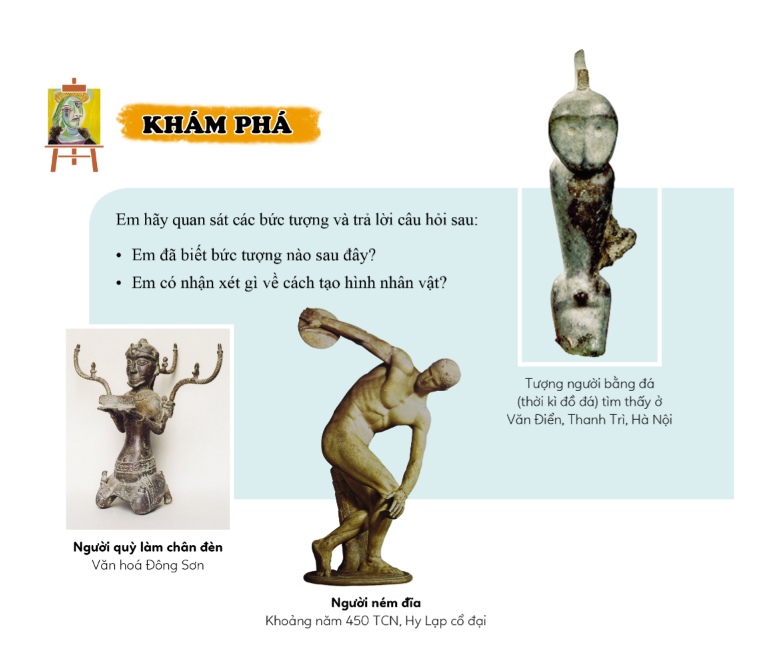 KHÁM PHÁ
Em hãy quan sát các bức tượng và trả lời câu hỏi sau:
• Em đã biết bức tượng nào sau đây?
• Em có nhận xét gì về cách tạo hình nhân vật?
Tượng người bằng đá
(thời kì đồ đá) tìm thấy ở
Văn Điển, Thanh Trì, Hà Nội
Người quỳ làm chân đèn
Văn hoá Đông Sơn
Người ném đĩa
Khoảng năm 450 TCN, Hy Lạp cổ đại